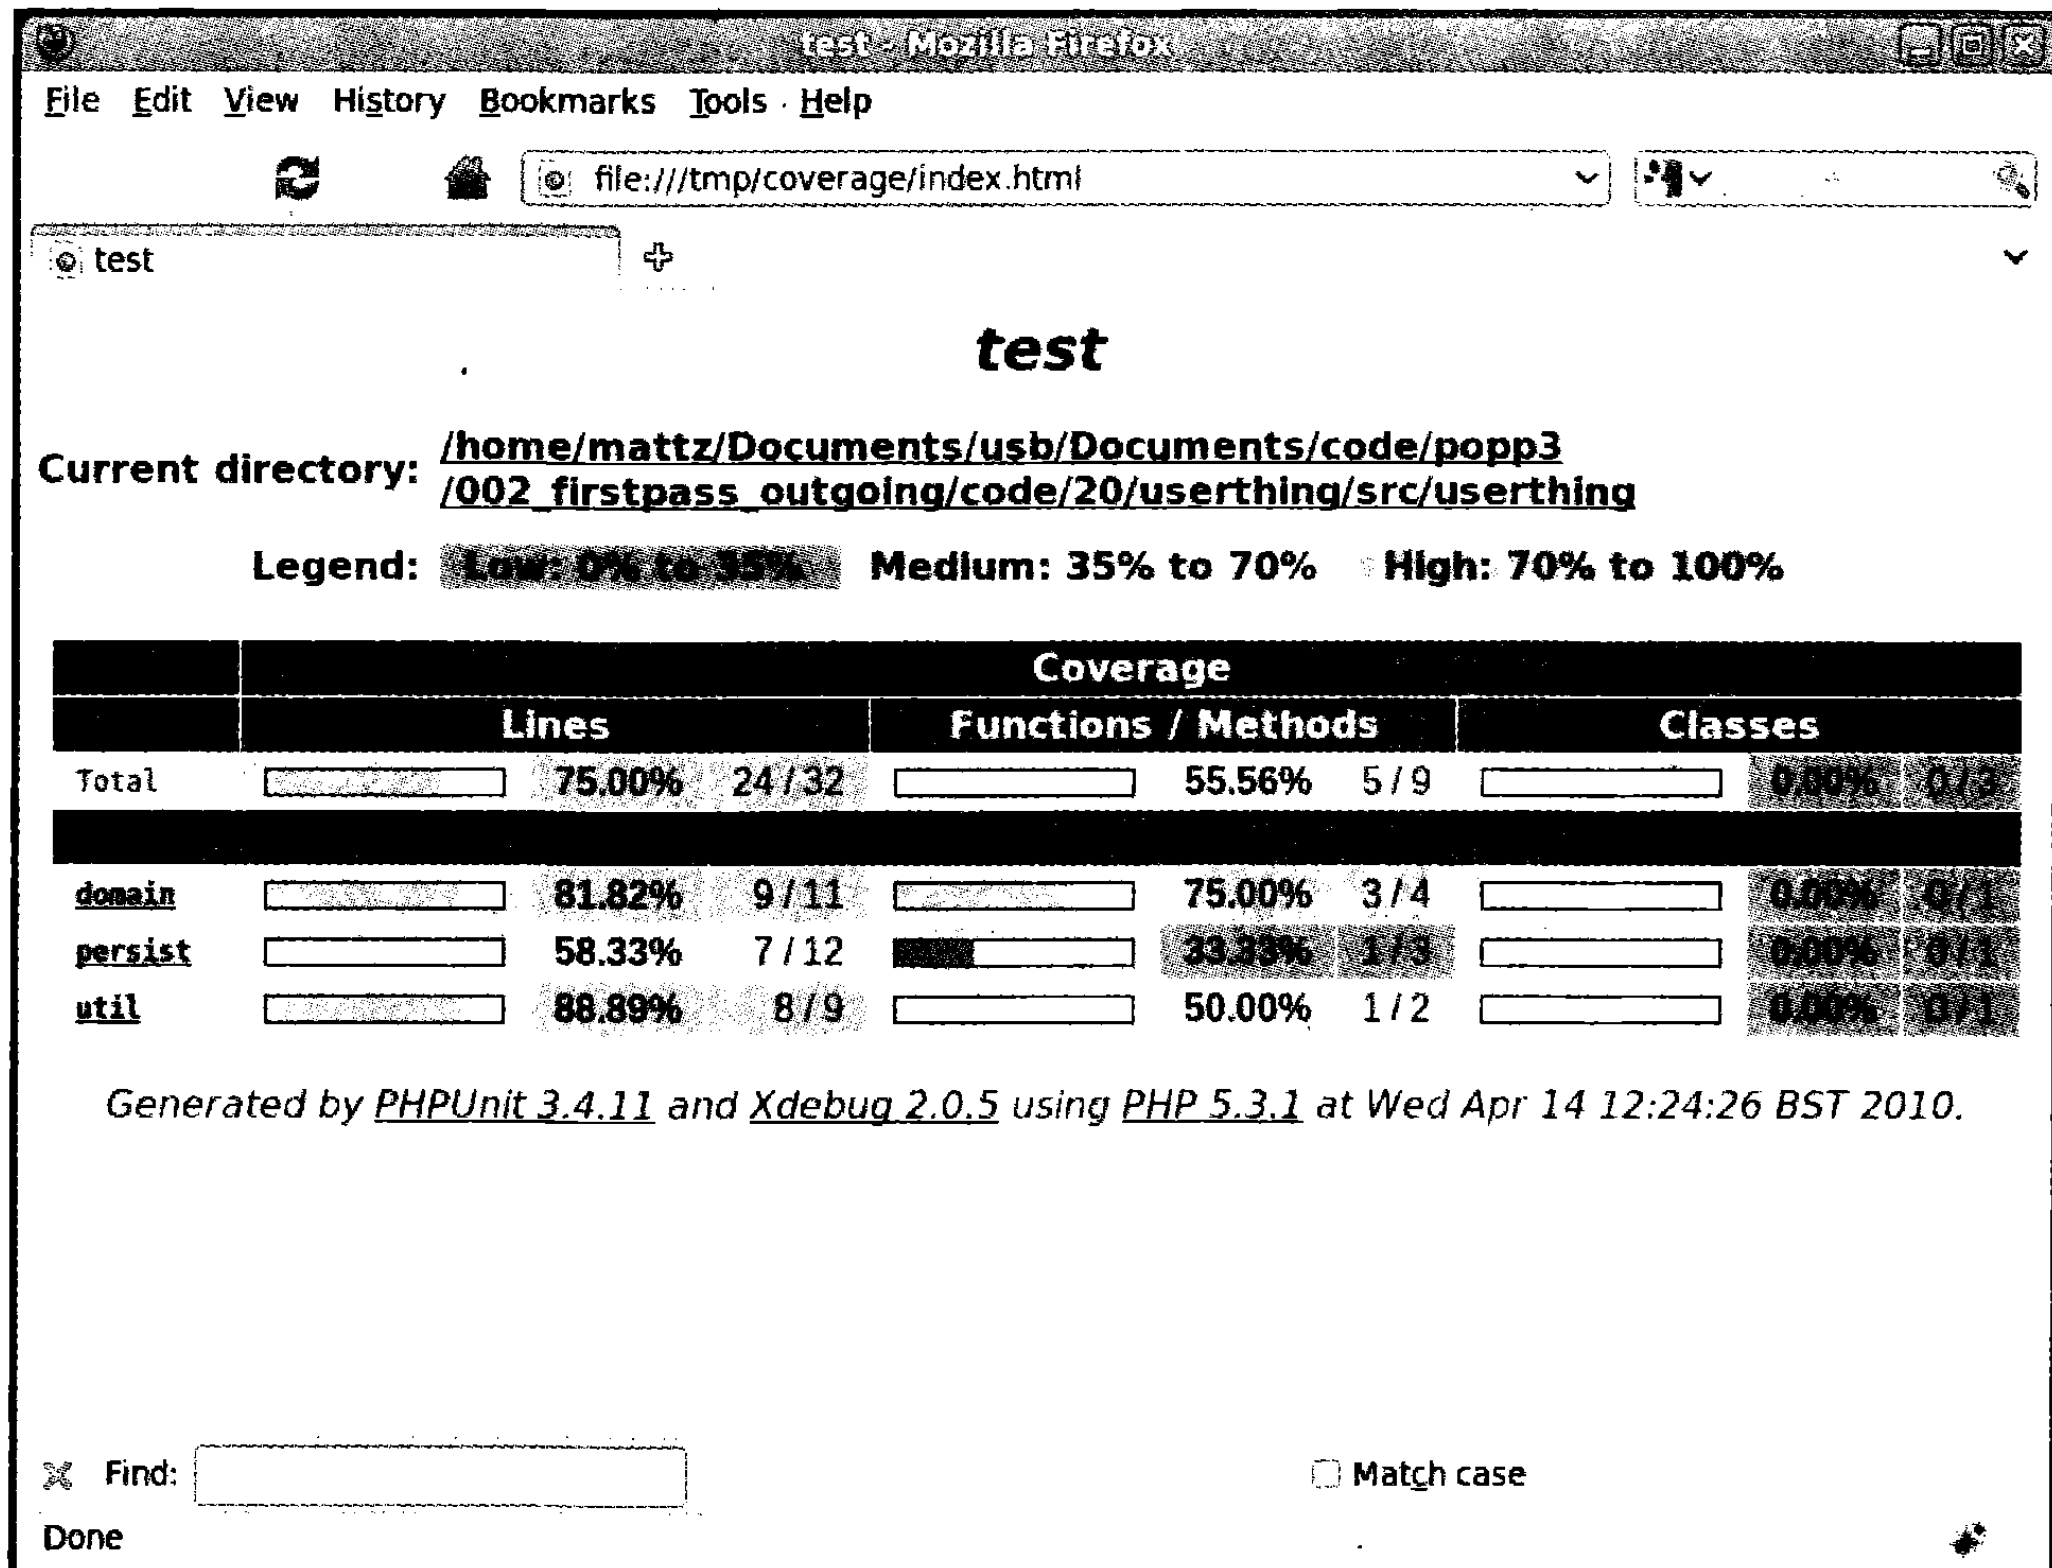 test - Mozilla Firefox
File Edit View History Bookmarks Tools Help
file:///tmp/coverage/index.html
test
test
Current directory: /home/mattz/Documents/usb/Documents/code/popp3
/002_firstpass_outgoing/code/20/userthing/src/userthing
Legend: Low: 0% to 35% Medium: 35% to 70% High: 70% to 100%
Coverage
Lines Functions / Methods Classes
Total 75.00% 24 / 32 55.56% 5 / 9 0.00% 0 / 3
domain 81.82% 9 / 11 75.00% 3 / 4 0.00% 0 / 1
persist 58.33% 7 / 12 33.33% 1 / 3 0.00% 0 / 1
util 88.89% 8 / 9 50.00% 1 / 2 0.00% 0 / 1
Generated by PHPUnit 3.4.11 and Xdebug 2.0.5 using PHP 5.3.1 at Wed Apr 14 12:24:26 BST 2010.
Find: Match case
Done